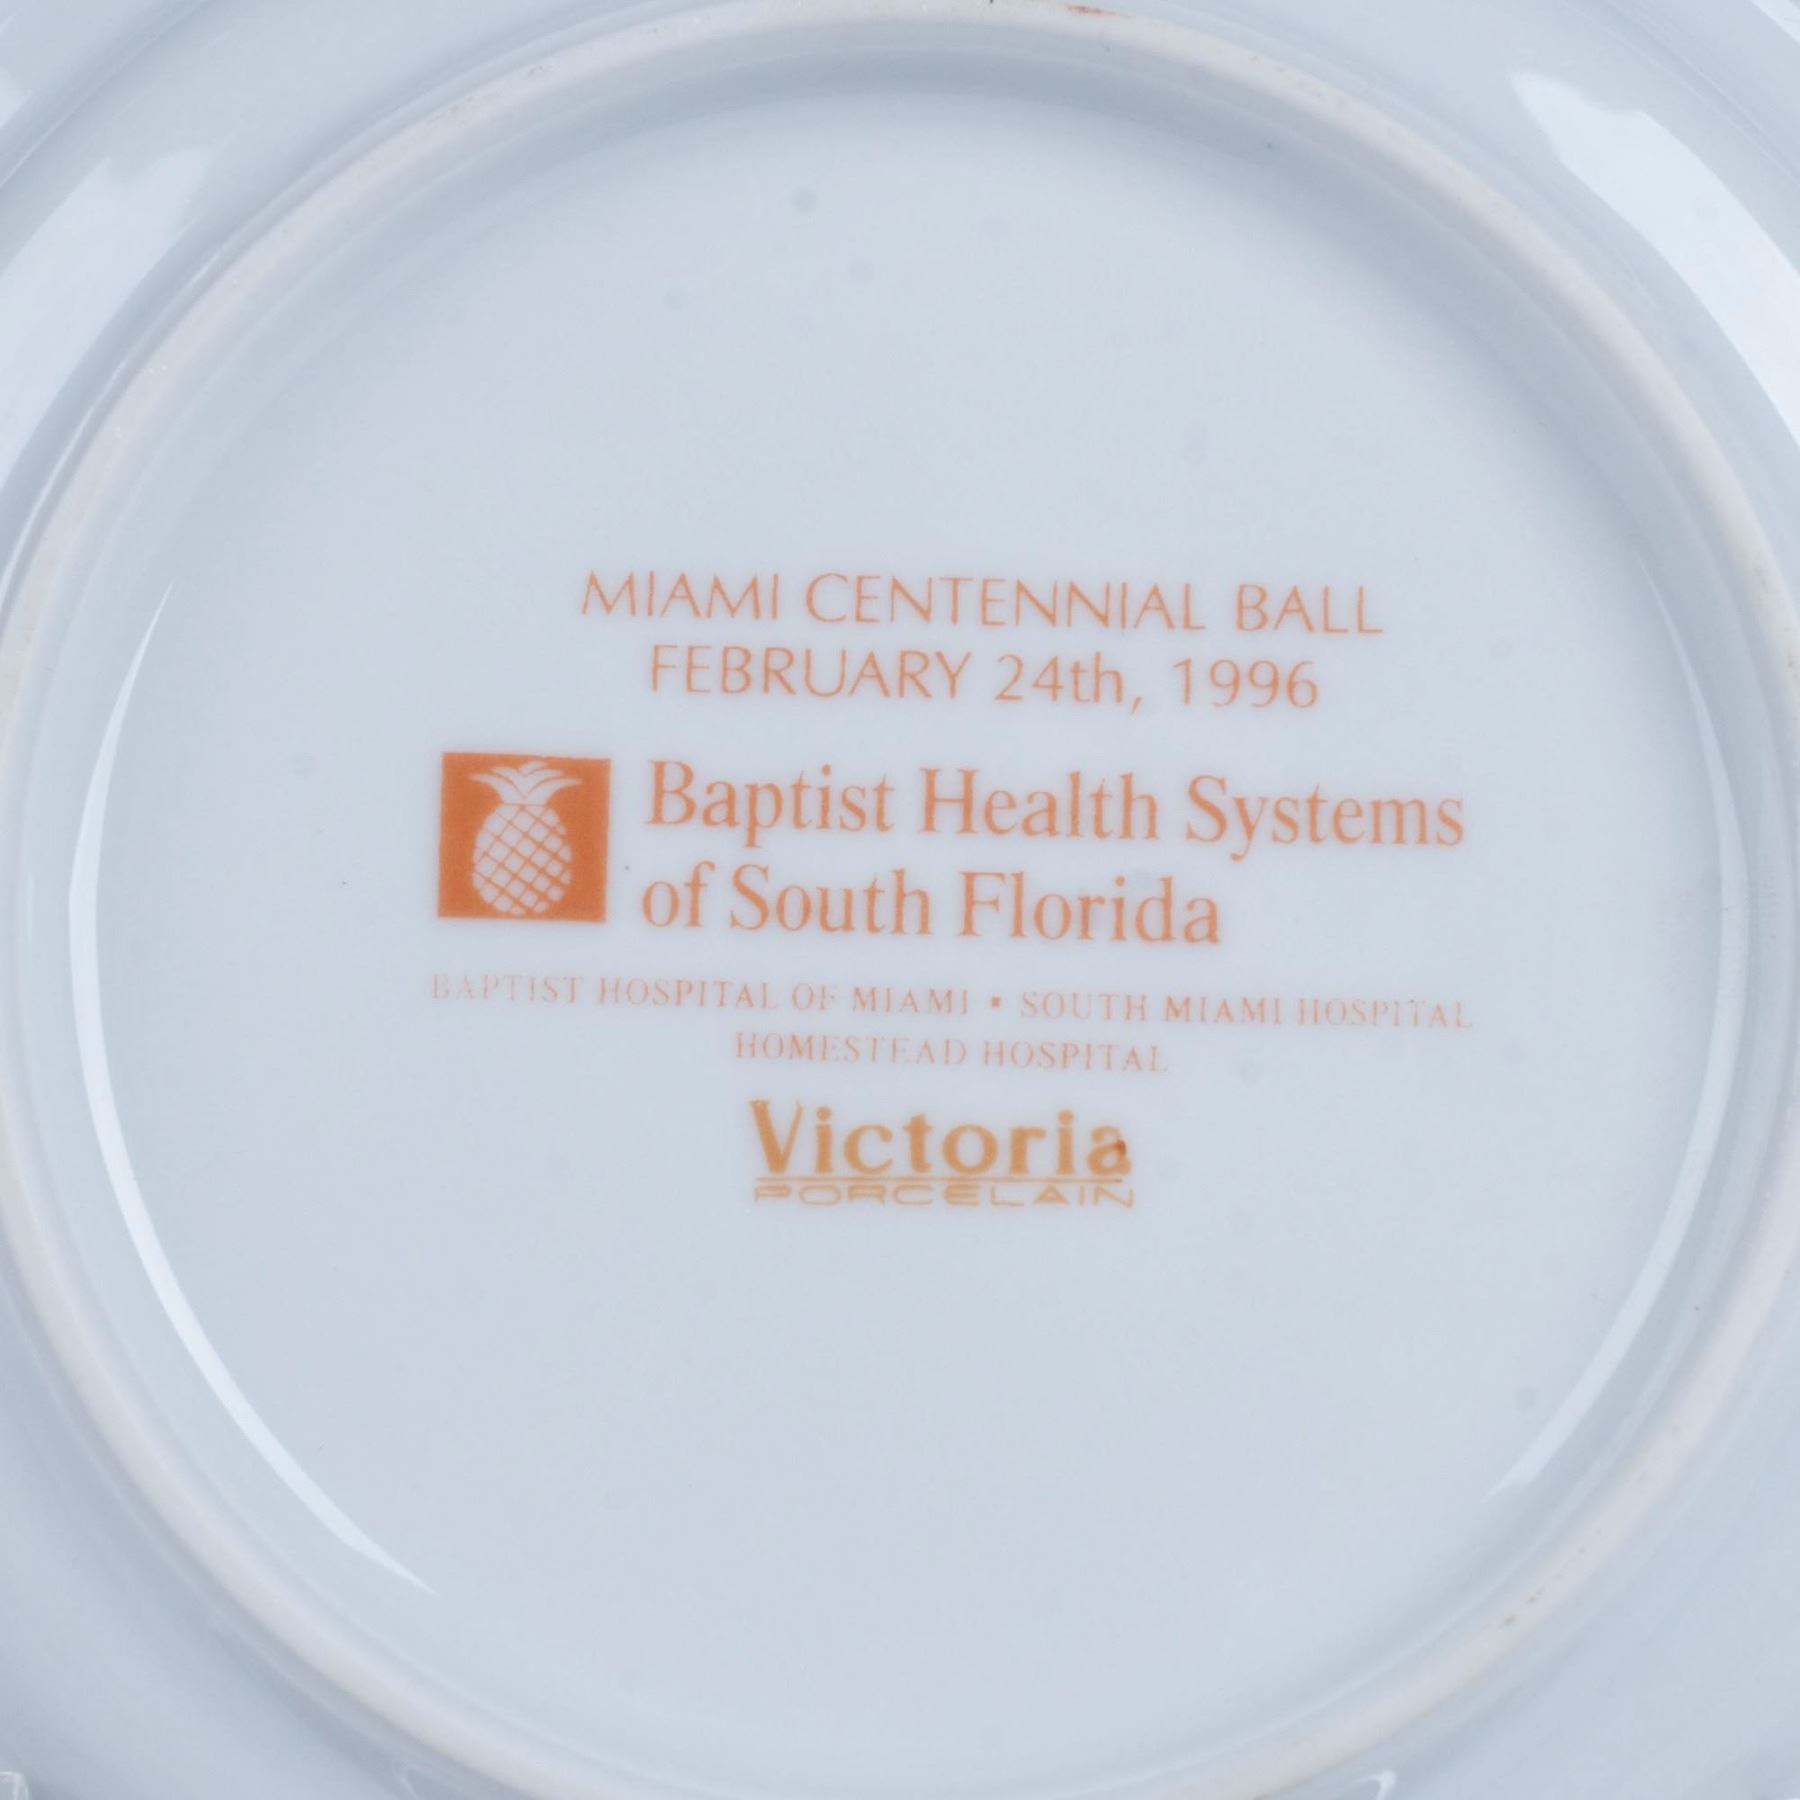 MIAMI CENTENNIAL BALL
FEBRUARY 24th, 1996
Baptist Health Systems
of South Florida
BAPTIST HOSPITAL OF MIAMI ▪ SOUTH MIAMI HOSPITAL
HOMESTEAD HOSPITAL
Victoria
PORCELAIN